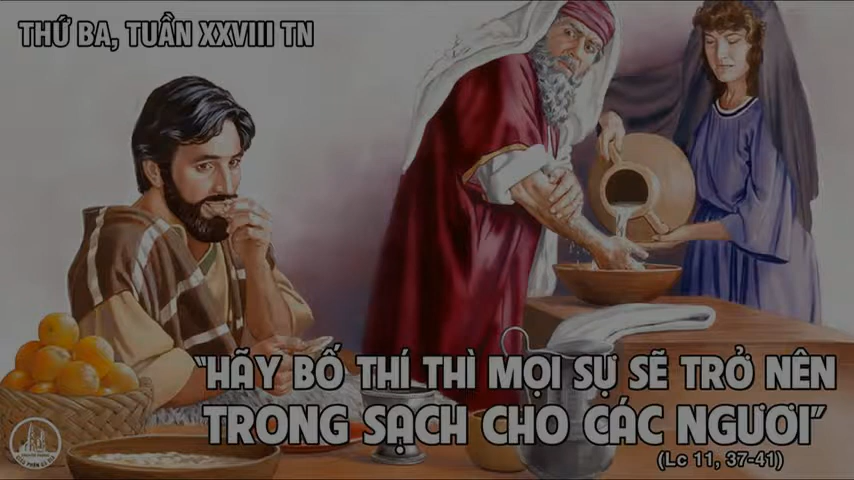 THỨ BA, TUẦN XXVIII TN
"HÃY BỐ THÍ THÌ MỌI SỰ SẼ TRỞ NÊN
TRONG SẠCH CHO CÁC NGƯƠI"
(Lc 11, 37-41)